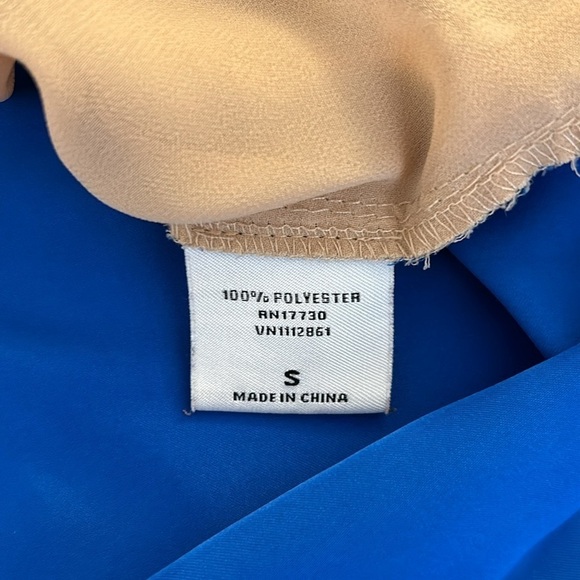 100% POLYESTER
RN17730
VN1112861
S
MADE IN CHINA